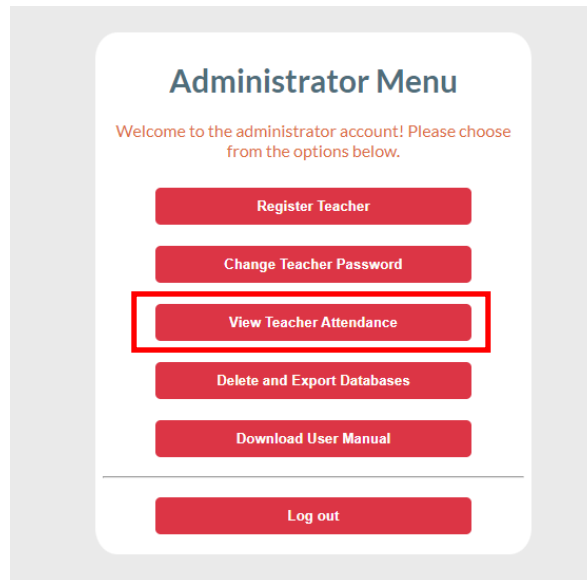 Administrator Menu
Welcome to the administrator account! Please choose
from the options below.
Register Teacher
Change Teacher Password
View Teacher Attendance
Delete and Export Databases
Download User Manual
Log out